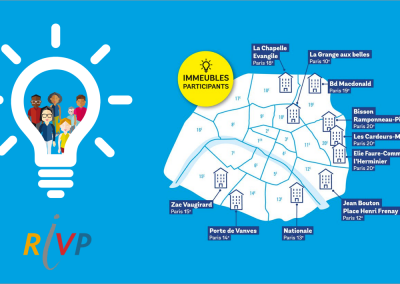 IMMEUBLES
PARTICIPANTS
La Chapelle
Evangile
Paris 18e
La Grange aux belles
Paris 10e
Bd Macdonald
Paris 19e
Bisson
Ramponneau-Pi
Paris 20e
Les Cardeurs-M
Paris 20e
Elie Faure-Comm
l'Herminier
Paris 20e
Jean Bouton
Place Henri Frenay
Paris 12e
Nationale
Paris 13e
Porte de Vanves
Paris 14e
Zac Vaugirard
Paris 15e
RIVP